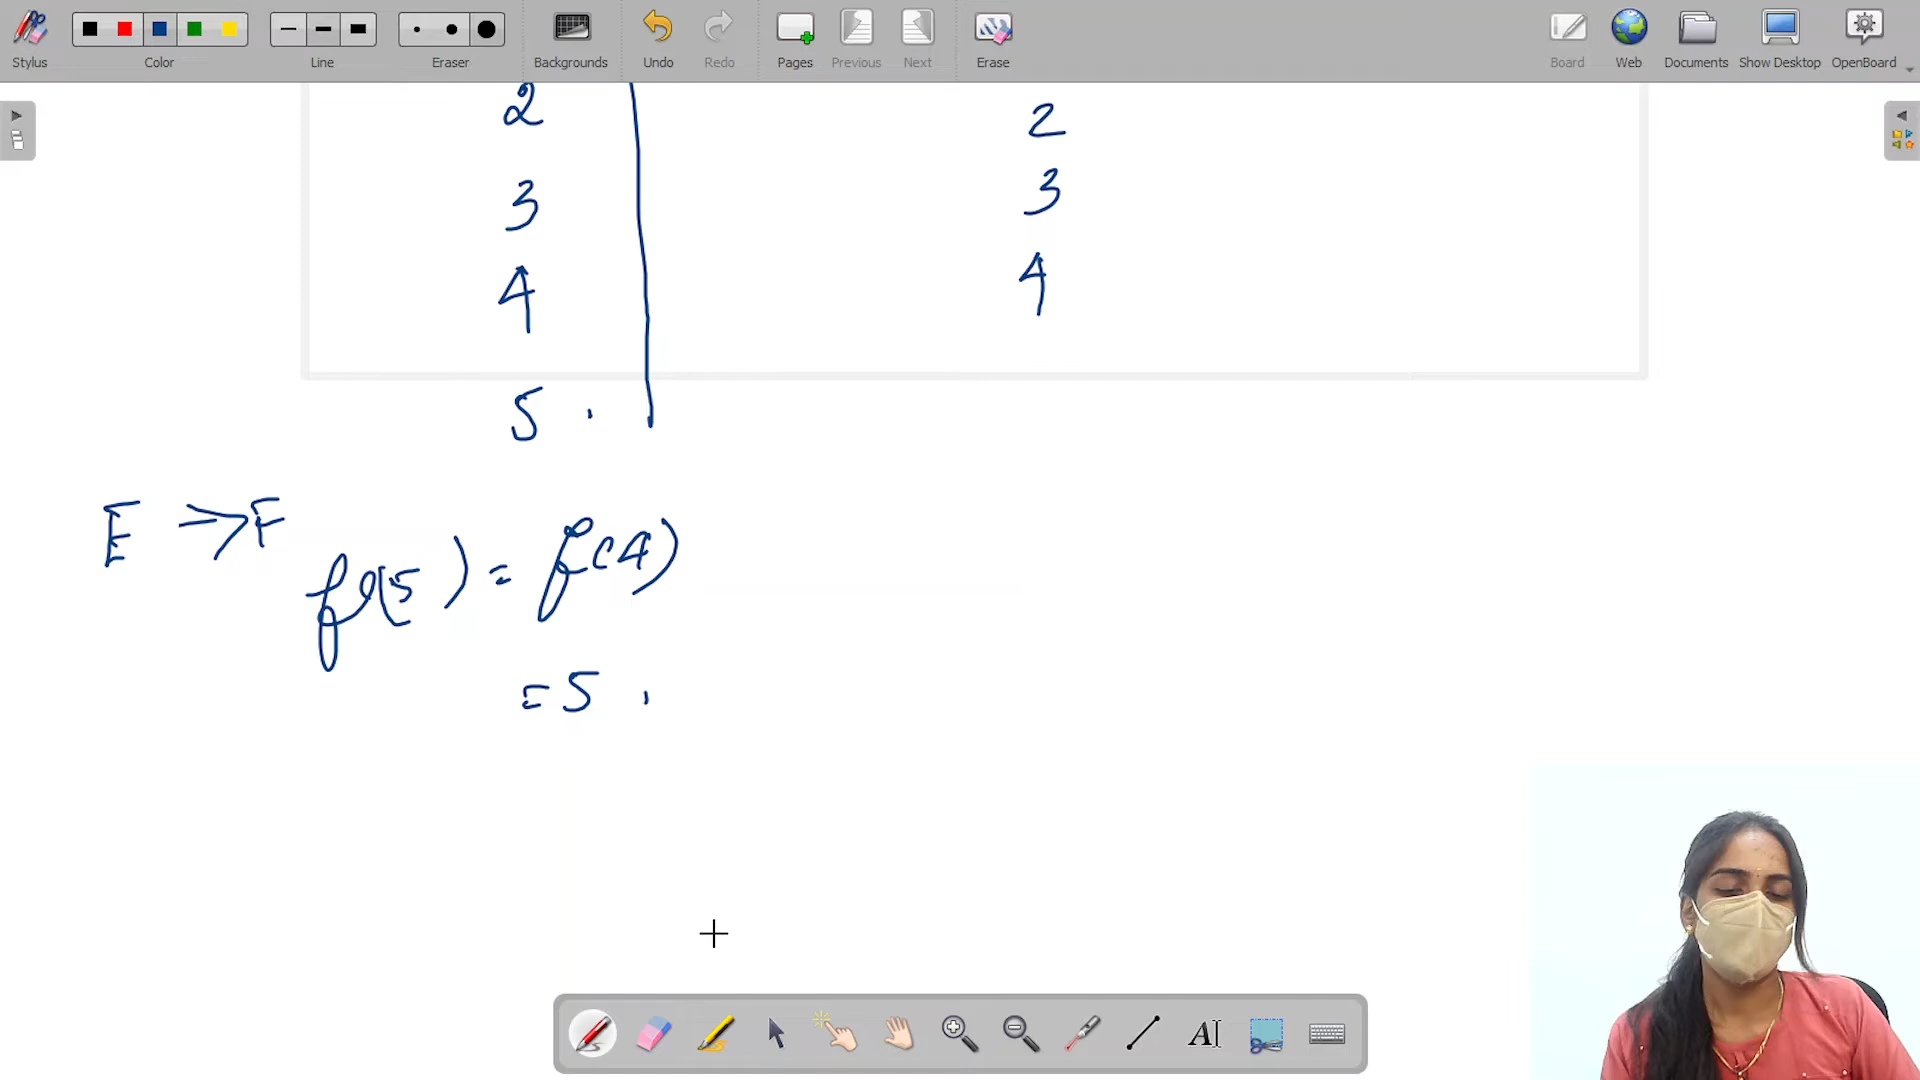 Stylus Color Line Eraser Backgrounds Undo Redo Pages Previous Next Erase Board Web Documents Show Desktop OpenBoard
2 2
3 3
4 4
5 .
E => F
f(5) = f(4)
= 5 .
A